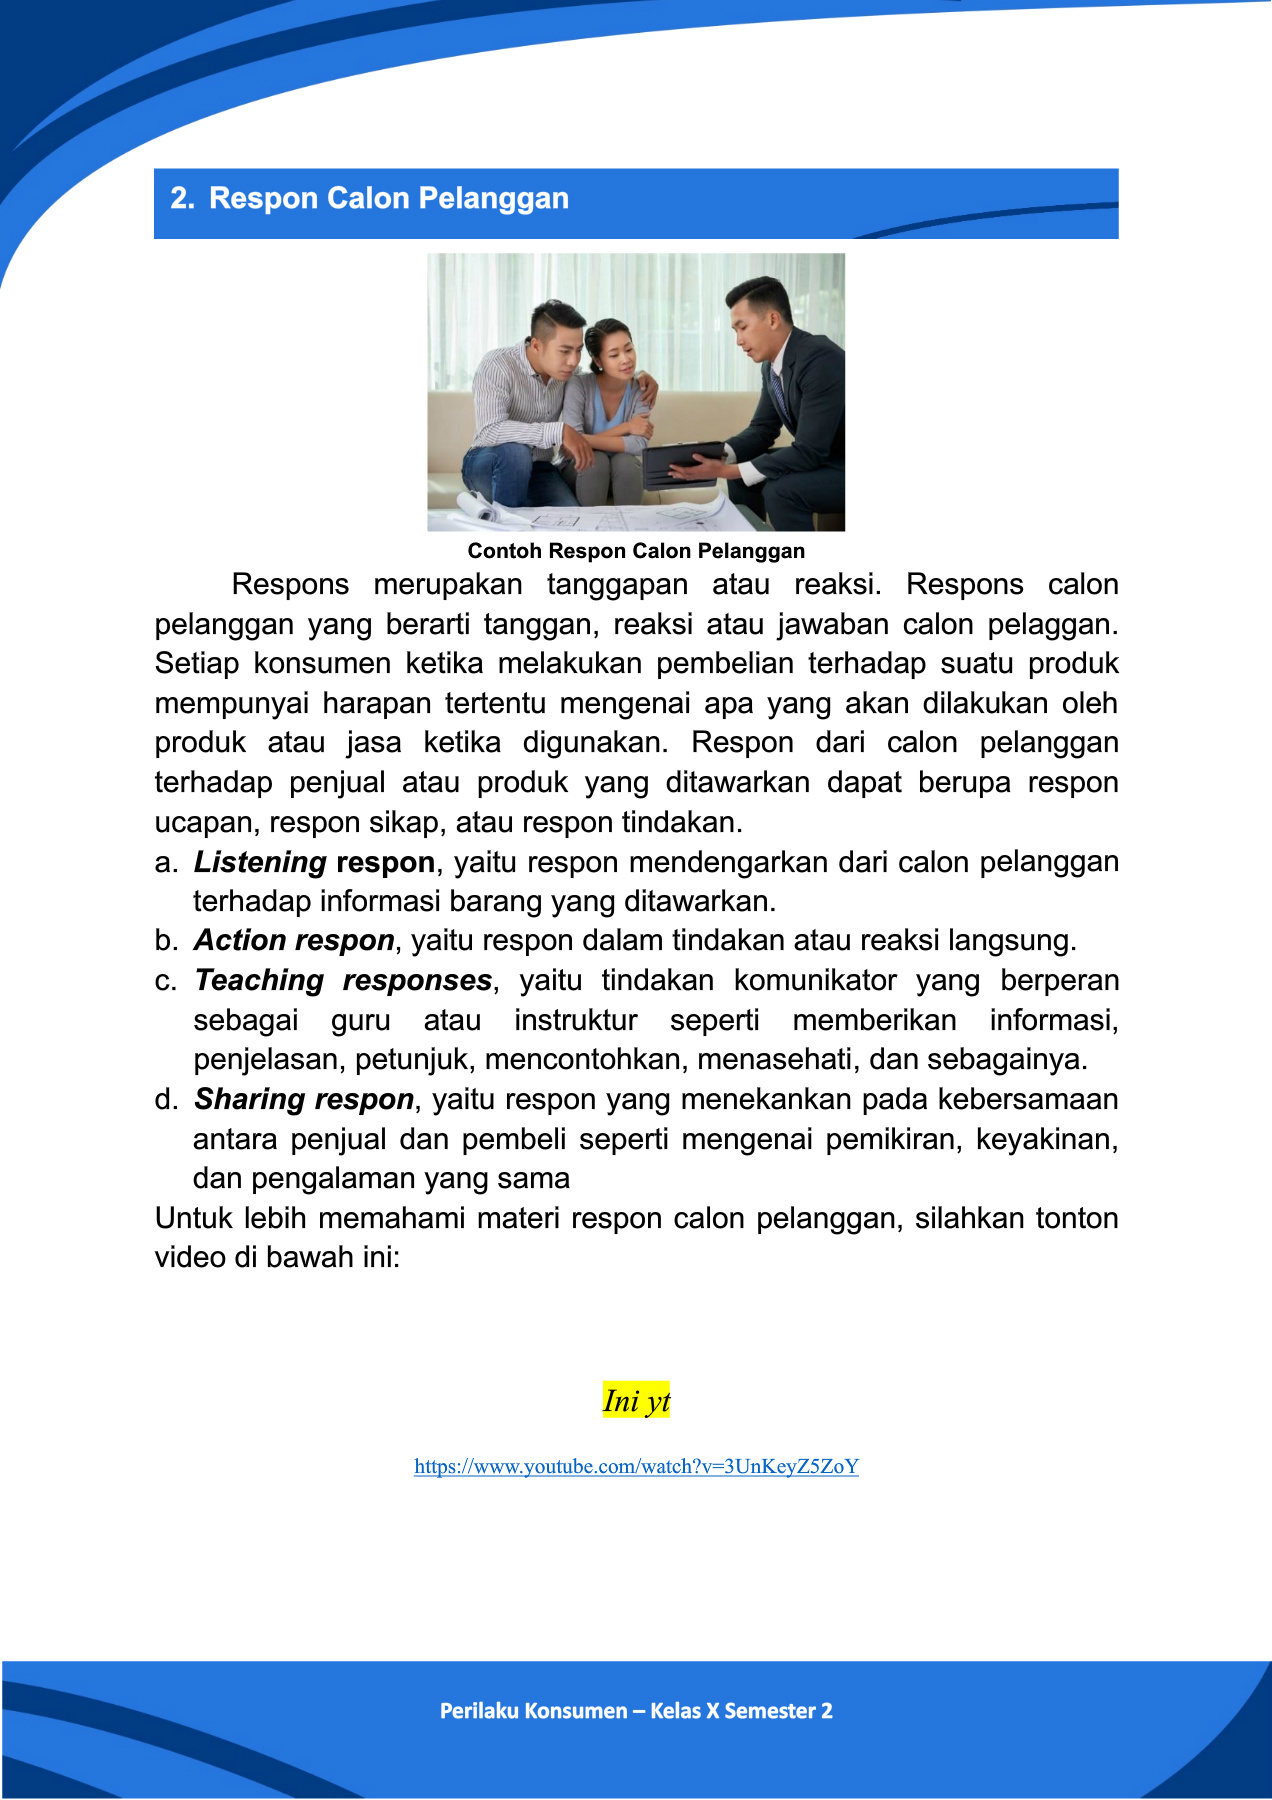 2. Respon Calon Pelanggan
Contoh Respon Calon Pelanggan
Respons merupakan tanggapan atau reaksi. Respons calon
pelanggan yang berarti tanggan, reaksi atau jawaban calon pelaggan.
Setiap konsumen ketika melakukan pembelian terhadap suatu produk
mempunyai harapan tertentu mengenai apa yang akan dilakukan oleh
produk atau jasa ketika digunakan. Respon dari calon pelanggan
terhadap penjual atau produk yang ditawarkan dapat berupa respon
ucapan, respon sikap, atau respon tindakan.
a. Listening respon, yaitu respon mendengarkan dari calon pelanggan
terhadap informasi barang yang ditawarkan.
b. Action respon, yaitu respon dalam tindakan atau reaksi langsung.
c. Teaching responses, yaitu tindakan komunikator yang berperan
sebagai guru atau instruktur seperti memberikan informasi,
penjelasan, petunjuk, mencontohkan, menasehati, dan sebagainya.
d. Sharing respon, yaitu respon yang menekankan pada kebersamaan
antara penjual dan pembeli seperti mengenai pemikiran, keyakinan,
dan pengalaman yang sama
Untuk lebih memahami materi respon calon pelanggan, silahkan tonton
video di bawah ini:
Ini yt
https://www.youtube.com/watch?v=3UnKeyZ5ZoY
Perilaku Konsumen – Kelas X Semester 2